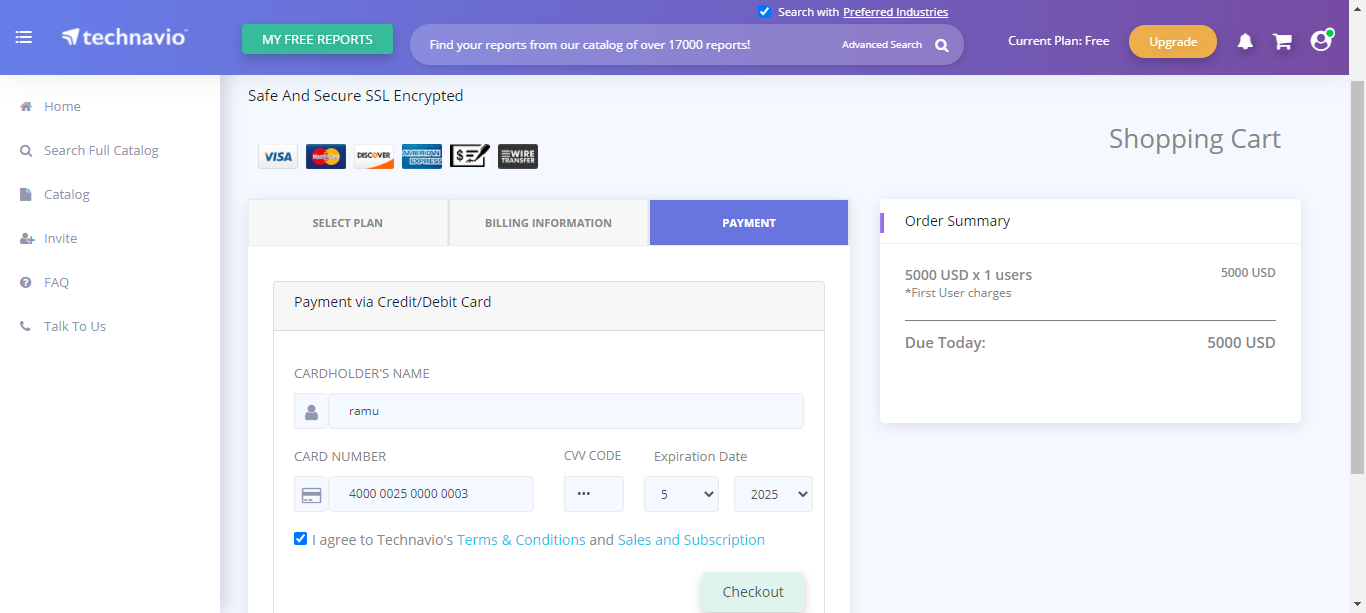 Search with Preferred Industries
technavio
MY FREE REPORTS
Find your reports from our catalog of over 17000 reports!
Advanced Search
Current Plan: Free
Upgrade
Home
Search Full Catalog
Catalog
Invite
FAQ
Talk To Us
Safe And Secure SSL Encrypted
VISA
MasterCard
DISCOVER
AMERICAN
EXPRESS
WIRE
TRANSFER
Shopping Cart
SELECT PLAN
BILLING INFORMATION
PAYMENT
Payment via Credit/Debit Card
CARDHOLDER'S NAME
ramu
CARD NUMBER
CVV CODE
Expiration Date
4000 0025 0000 0003
•••
5
2025
I agree to Technavio's Terms & Conditions and Sales and Subscription
Checkout
Order Summary
5000 USD x 1 users
5000 USD
*First User charges
Due Today:
5000 USD